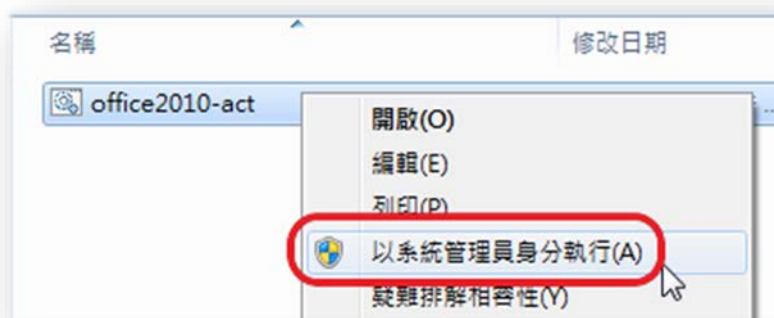 名稱
修改日期
office2010-act
開啟(O)
編輯(E)
列印(P)
以系統管理員身分執行(A)
疑難排解相容性(Y)